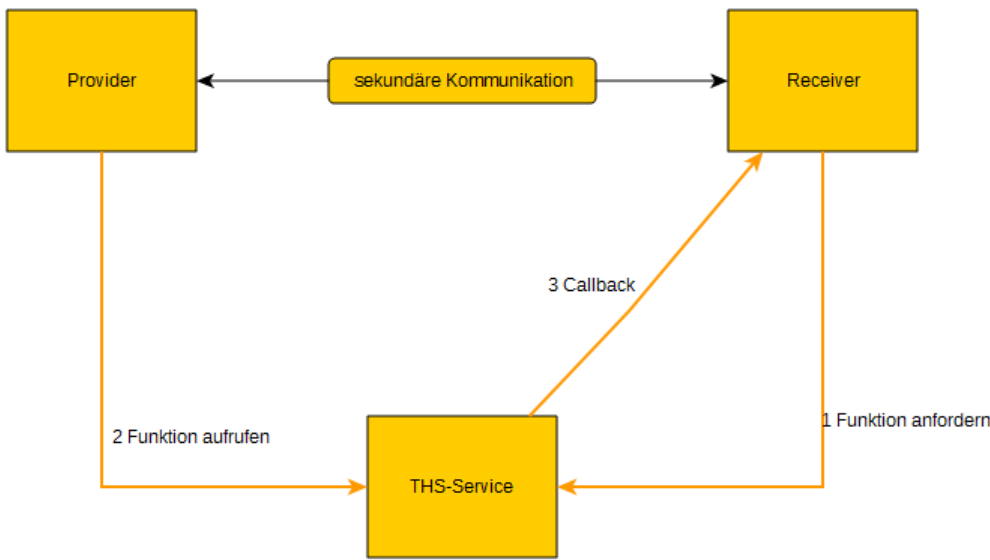 Provider
sekundäre Kommunikation
Receiver
3 Callback
1 Funktion anfordern
2 Funktion aufrufen
THS-Service